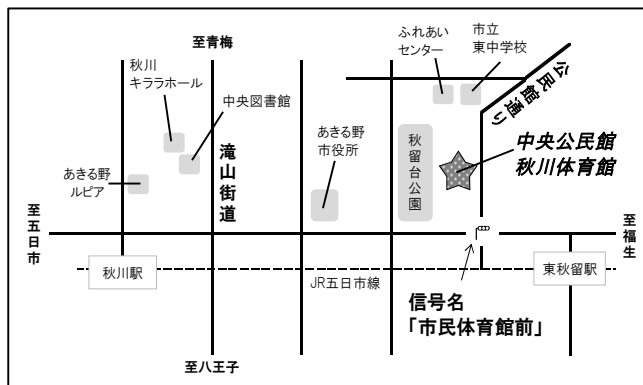 至青梅
秋川
キララホール
中央図書館
ふれあい
センター
市立
東中学校
公民館通り
あきる野
ルピア
滝山街道
あきる野
市役所
秋留台公園
中央公民館
秋川体育館
至五日市
至福生
秋川駅
JR五日市線
東秋留駅
信号名
「市民体育館前」
至八王子